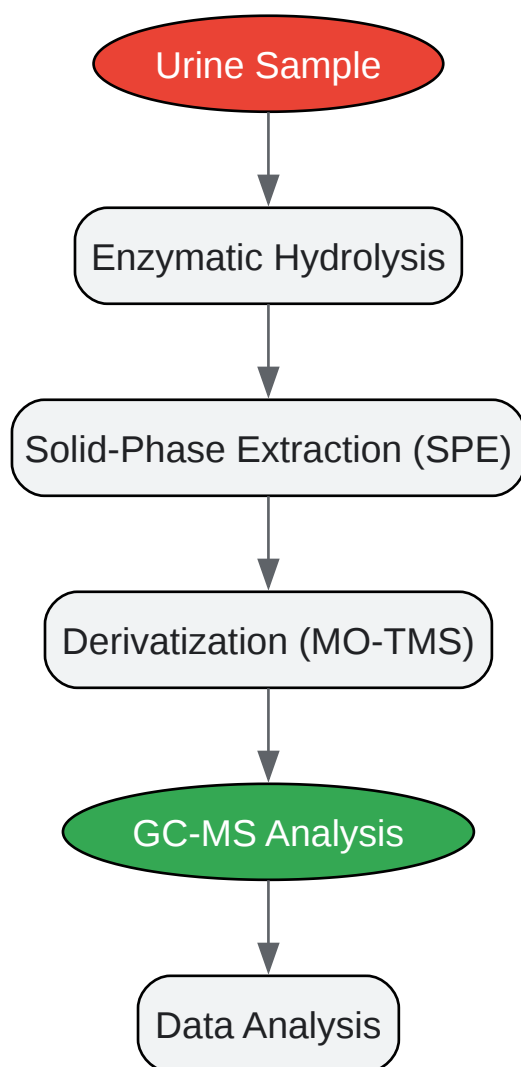 Urine Sample
Enzymatic Hydrolysis
Solid-Phase Extraction (SPE)
Derivatization (MO-TMS)
GC-MS Analysis
Data Analysis